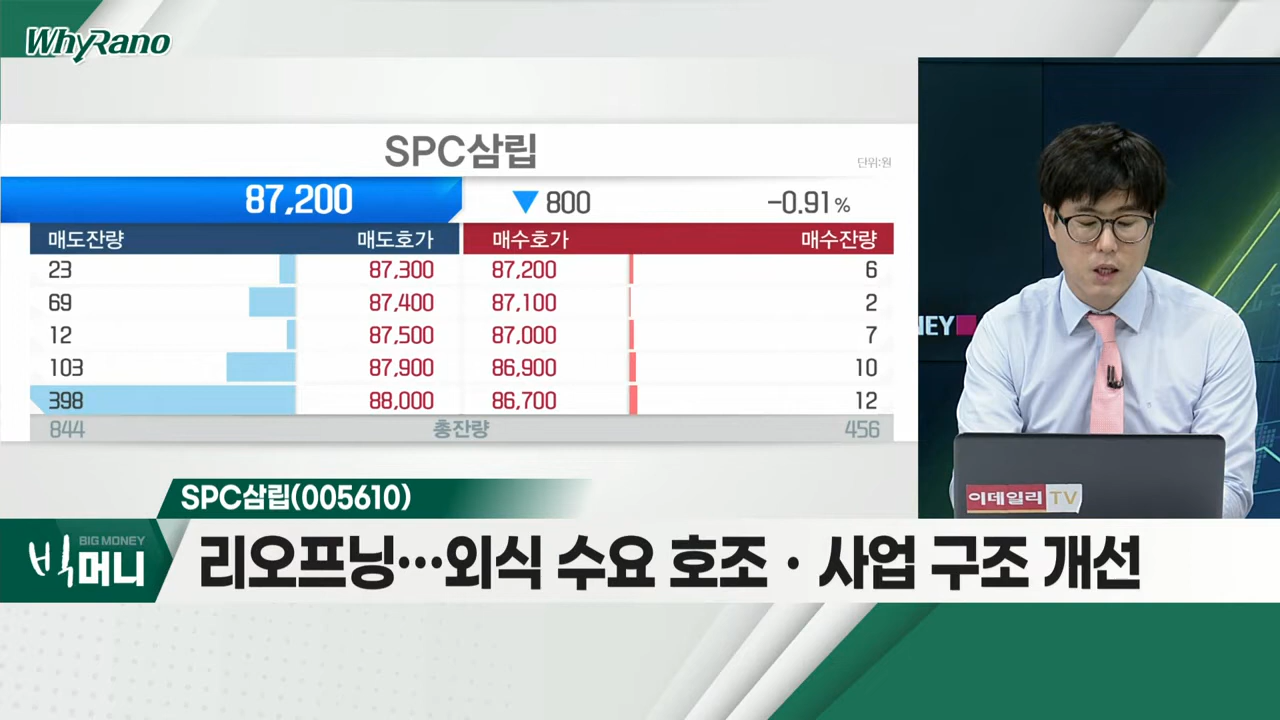 WhyRano
SPC삼립
단위:원
87,200 ▼ 800 -0.91%
매도잔량 매도호가 매수호가 매수잔량
23 87,300 87,200 6
69 87,400 87,100 2
12 87,500 87,000 7
103 87,900 86,900 10
398 88,000 86,700 12
844 총잔량 456
NEY
이데일리 TV
SPC삼립(005610)
BIG MONEY
빅머니
리오프닝…외식 수요 호조·사업 구조 개선